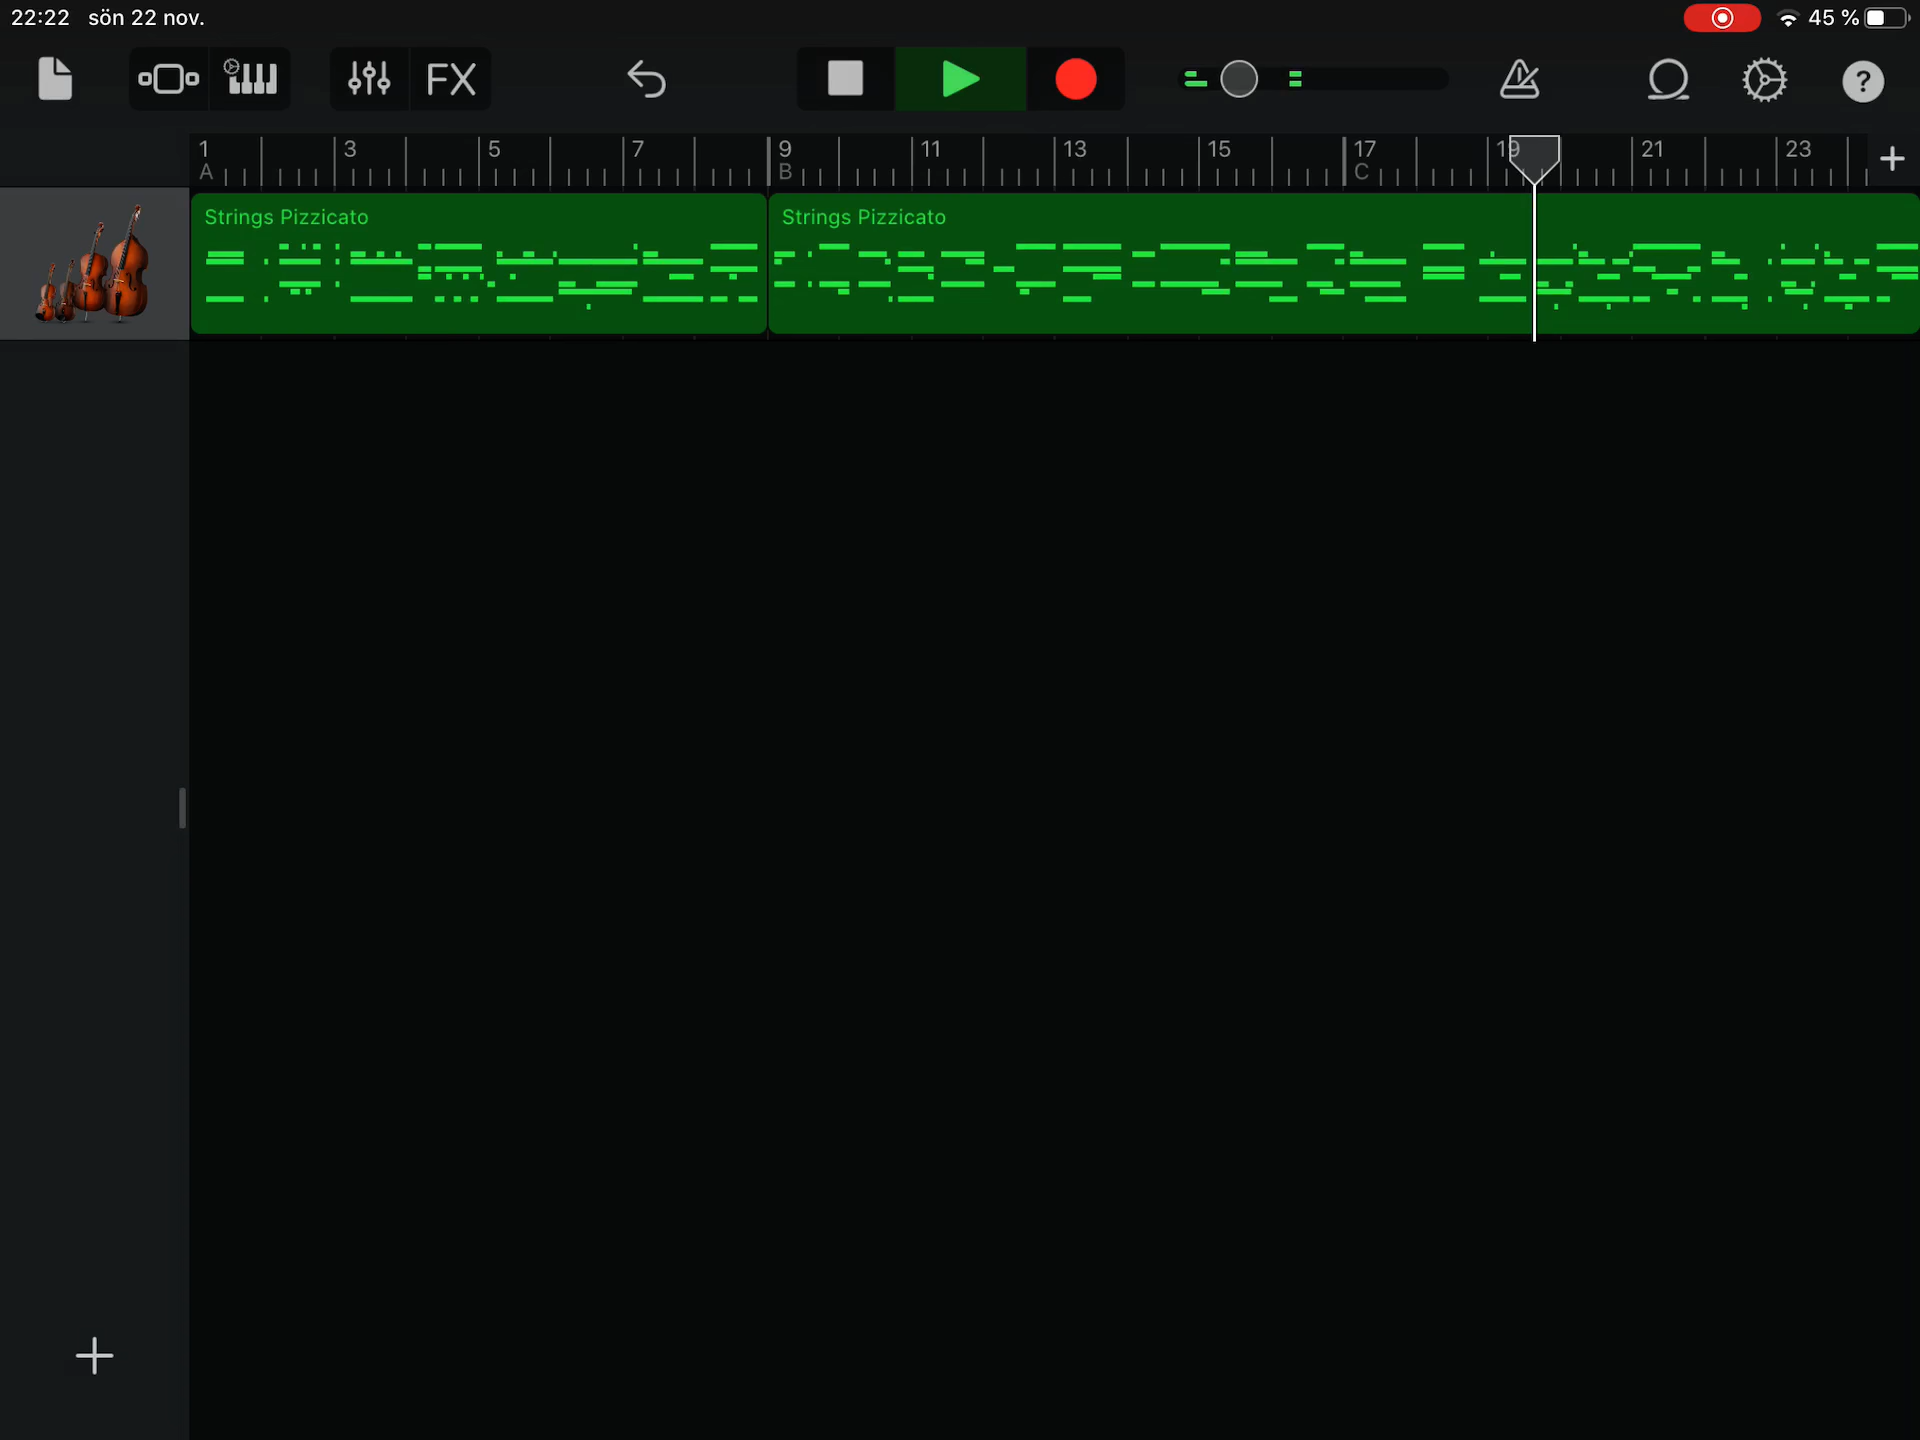 22:22 sön 22 nov.
45 %
FX
?
1 3 5 7 9 11 13 15 17 19 21 23
A B C
Strings Pizzicato
Strings Pizzicato